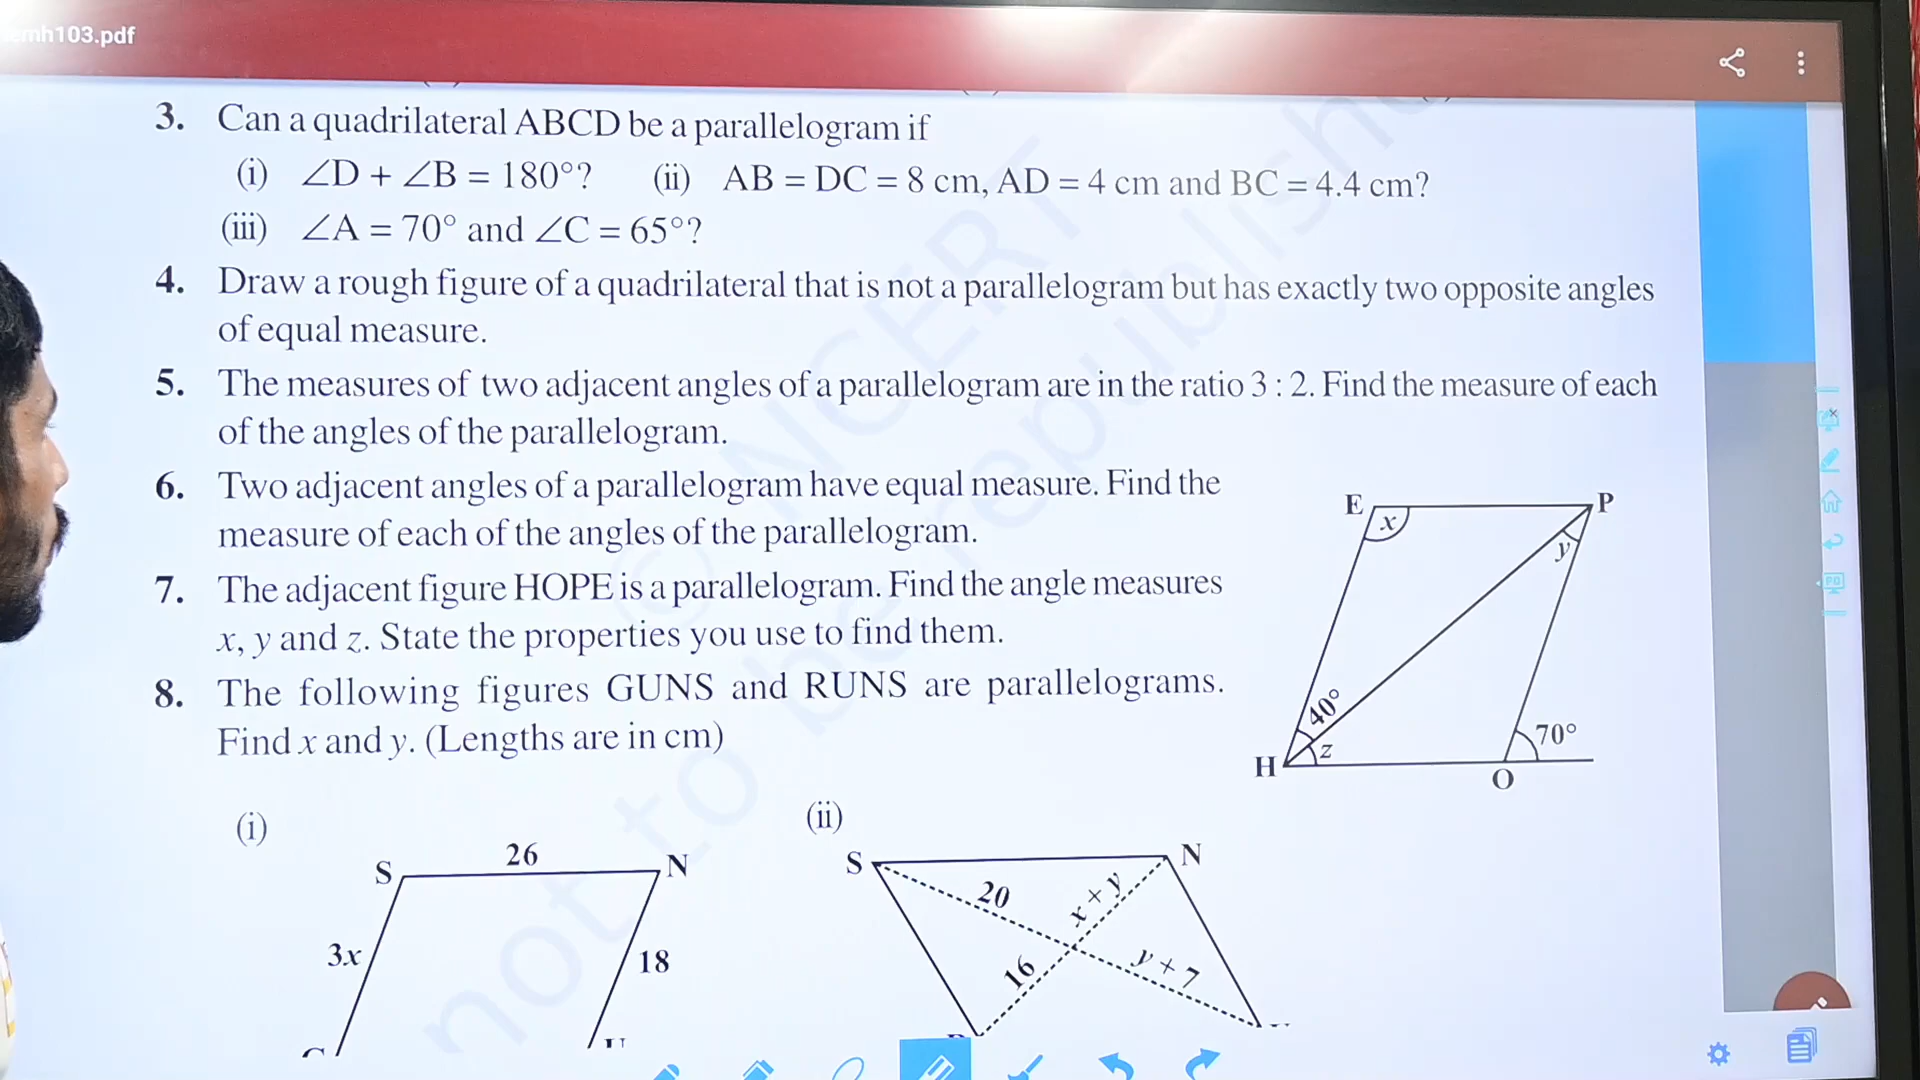 emh103.pdf
3. Can a quadrilateral ABCD be a parallelogram if
(i) ∠D + ∠B = 180°? (ii) AB = DC = 8 cm, AD = 4 cm and BC = 4.4 cm?
(iii) ∠A = 70° and ∠C = 65°?
4. Draw a rough figure of a quadrilateral that is not a parallelogram but has exactly two opposite angles
of equal measure.
5. The measures of two adjacent angles of a parallelogram are in the ratio 3 : 2. Find the measure of each
of the angles of the parallelogram.
6. Two adjacent angles of a parallelogram have equal measure. Find the
measure of each of the angles of the parallelogram.
7. The adjacent figure HOPE is a parallelogram. Find the angle measures
x, y and z. State the properties you use to find them.
8. The following figures GUNS and RUNS are parallelograms.
Find x and y. (Lengths are in cm)
E P
x
y
40°
z
70°
H
O
(i)
S 26 N
3x 18
(ii)
S N
20 x + y
16 y + 7
© NCERT
not to be republished